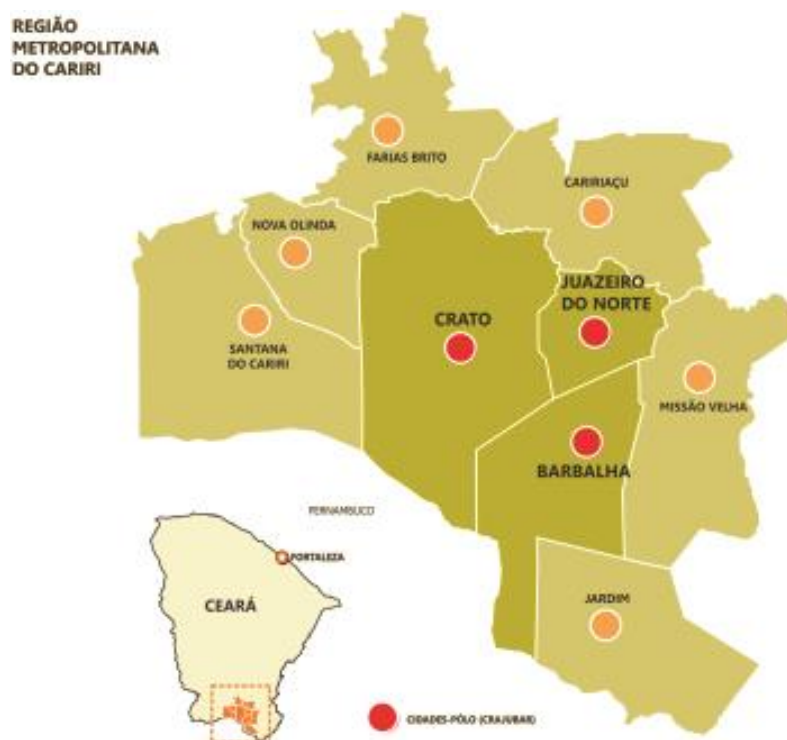 REGIÃO
METROPOLITANA
DO CARIRI
FARIAS BRITO
CARIRIAÇU
NOVA OLINDA
JUAZEIRO
DO NORTE
CRATO
SANTANA
DO CARIRI
MISSÃO VELHA
BARBALHA
PERNAMBUCO
FORTALEZA
CEARÁ
JARDIM
CIDADES-PÓLO (CRAJUBAR)